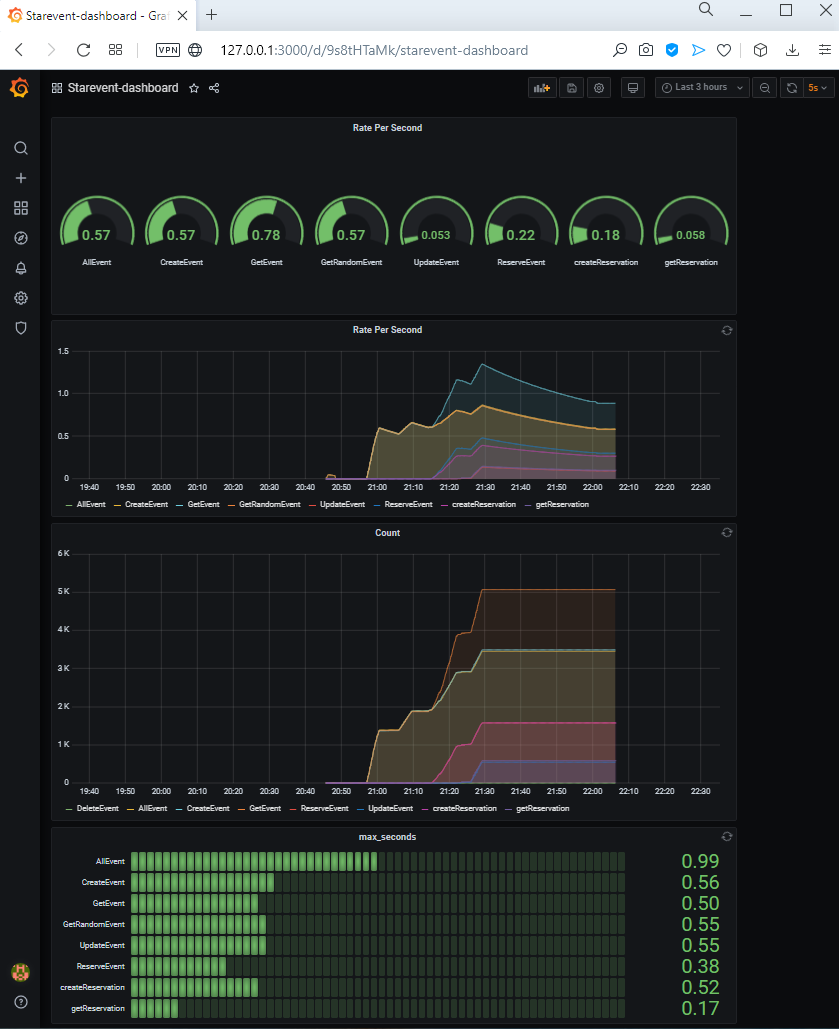 Starevent-dashboard - Gra
VPN
127.0.0.1:3000/d/9s8tHTaMk/starevent-dashboard
Starevent-dashboard
Last 3 hours
5s
Rate Per Second
0.57
0.57
0.78
0.57
0.053
0.22
0.18
0.058
AllEvent
CreateEvent
GetEvent
GetRandomEvent
UpdateEvent
ReserveEvent
createReservation
getReservation
Rate Per Second
1.5
1.0
0.5
0
19:40 19:50 20:00 20:10 20:20 20:30 20:40 20:50 21:00 21:10 21:20 21:30 21:40 21:50 22:00 22:10 22:20 22:30
AllEvent CreateEvent GetEvent GetRandomEvent UpdateEvent ReserveEvent createReservation getReservation
Count
6 K
5 K
4 K
3 K
2 K
1 K
0
19:40 19:50 20:00 20:10 20:20 20:30 20:40 20:50 21:00 21:10 21:20 21:30 21:40 21:50 22:00 22:10 22:20 22:30
DeleteEvent AllEvent CreateEvent GetEvent ReserveEvent UpdateEvent createReservation getReservation
max_seconds
AllEvent 0.99
CreateEvent 0.56
GetEvent 0.50
GetRandomEvent 0.55
UpdateEvent 0.55
ReserveEvent 0.38
createReservation 0.52
getReservation 0.17